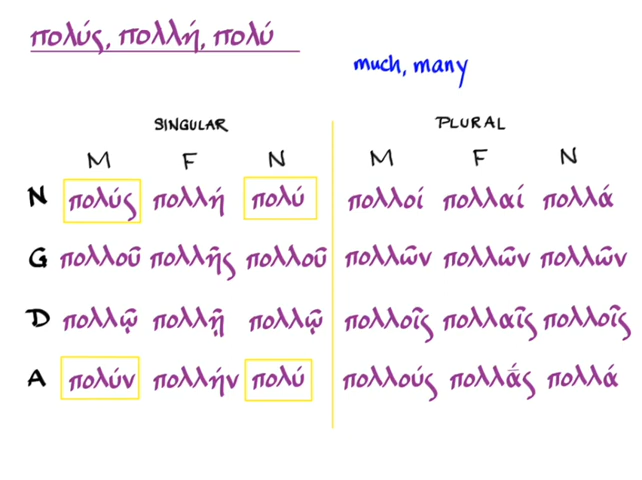 πολύς, πολλή, πολύ
much, many
SINGULAR PLURAL
M F N M F N
N πολύς πολλή πολύ πολλοί πολλαί πολλά
G πολλοῦ πολλῆς πολλοῦ πολλῶν πολλῶν πολλῶν
D πολλῷ πολλῇ πολλῷ πολλοῖς πολλαῖς πολλοῖς
A πολύν πολλήν πολύ πολλούς πολλᾱ́ς πολλά